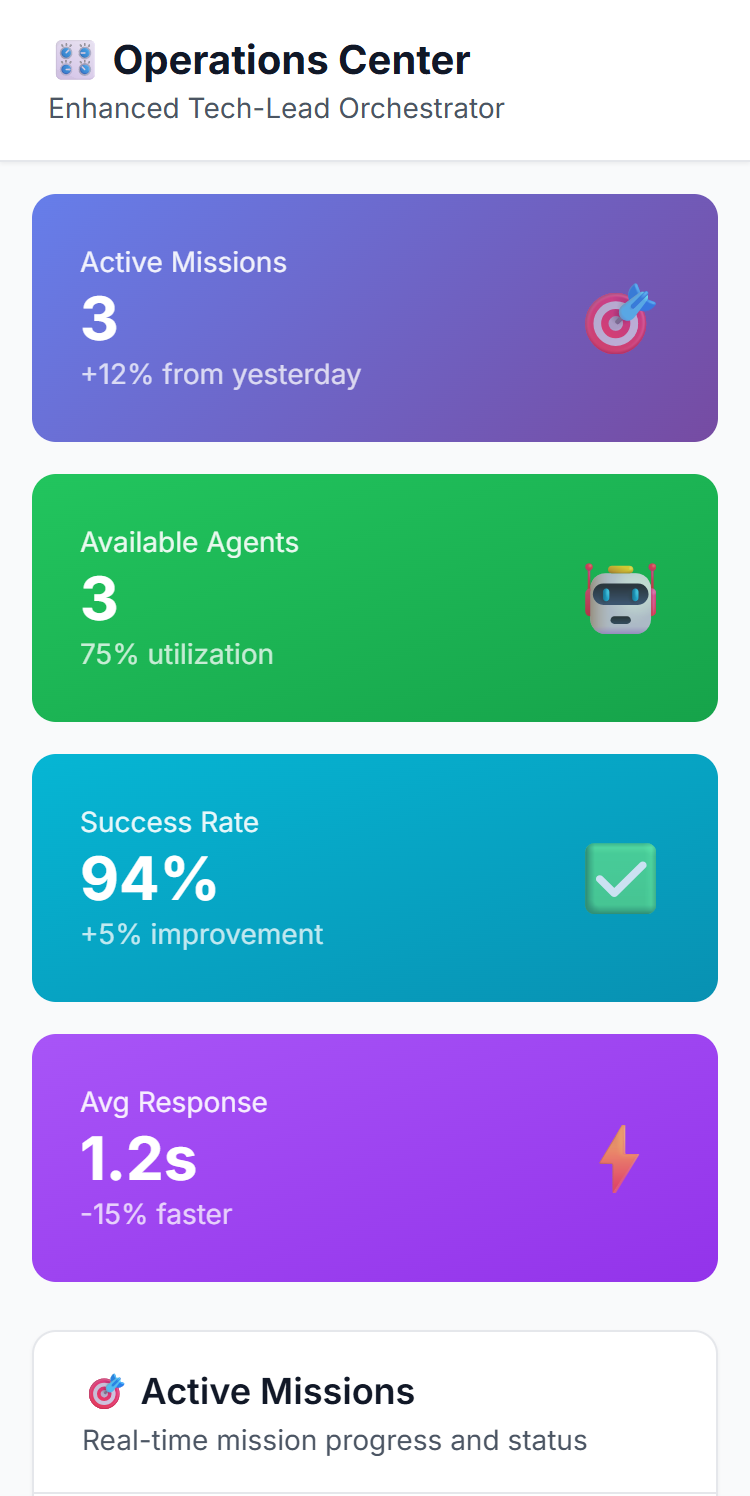 Operations Center
Enhanced Tech-Lead Orchestrator
Active Missions
3
+12% from yesterday
Available Agents
3
75% utilization
Success Rate
94%
+5% improvement
Avg Response
1.2s
-15% faster
Active Missions
Real-time mission progress and status